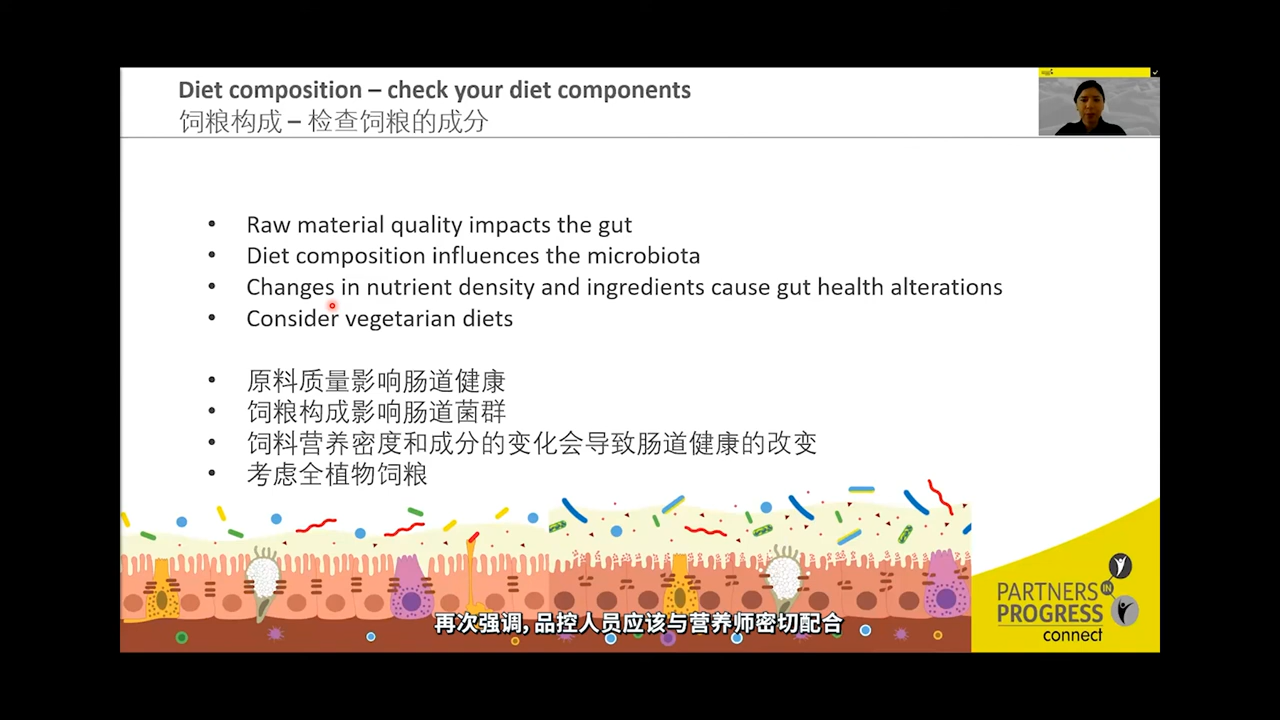 Diet composition – check your diet components
饲粮构成 – 检查饲粮的成分
• Raw material quality impacts the gut
• Diet composition influences the microbiota
• Changes in nutrient density and ingredients cause gut health alterations
• Consider vegetarian diets
• 原料质量影响肠道健康
• 饲粮构成影响肠道菌群
• 饲料营养密度和成分的变化会导致肠道健康的改变
• 考虑全植物饲粮
再次强调, 品控人员应该与营养师密切配合
PARTNERS IN
PROGRESS
connect